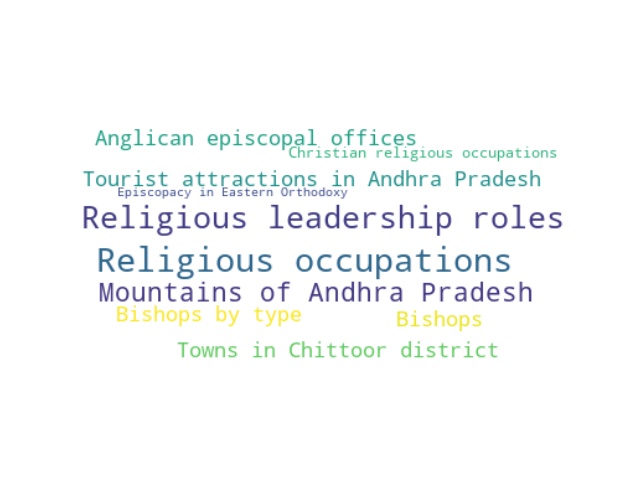 Anglican episcopal offices
Christian religious occupations
Tourist attractions in Andhra Pradesh
Episcopacy in Eastern Orthodoxy
Religious leadership roles
Religious occupations
Mountains of Andhra Pradesh
Bishops by type
Bishops
Towns in Chittoor district